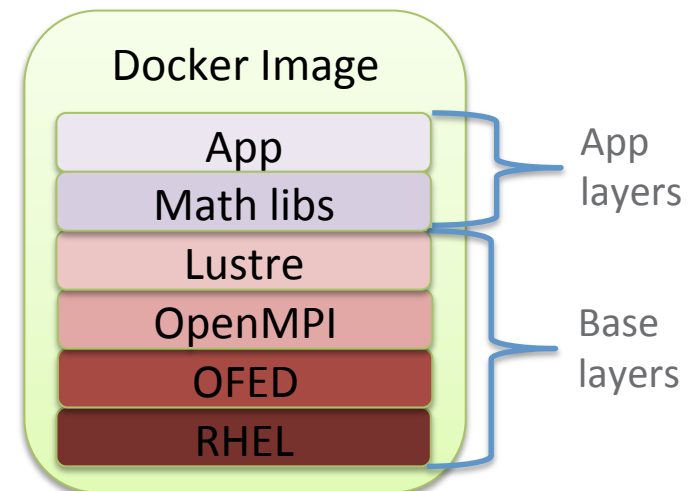 Docker Image
App
Math libs
Lustre
OpenMPI
OFED
RHEL
App
layers
Base
layers